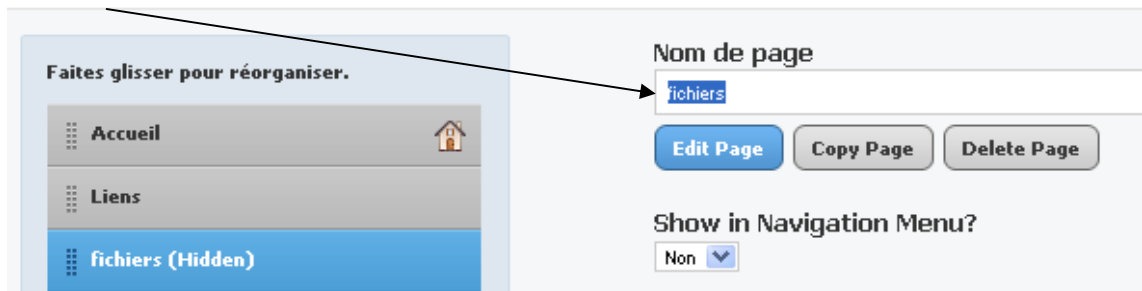 Faites glisser pour réorganiser.
Accueil
Liens
fichiers (Hidden)
Nom de page
fichiers
Edit Page Copy Page Delete Page
Show in Navigation Menu?
Non